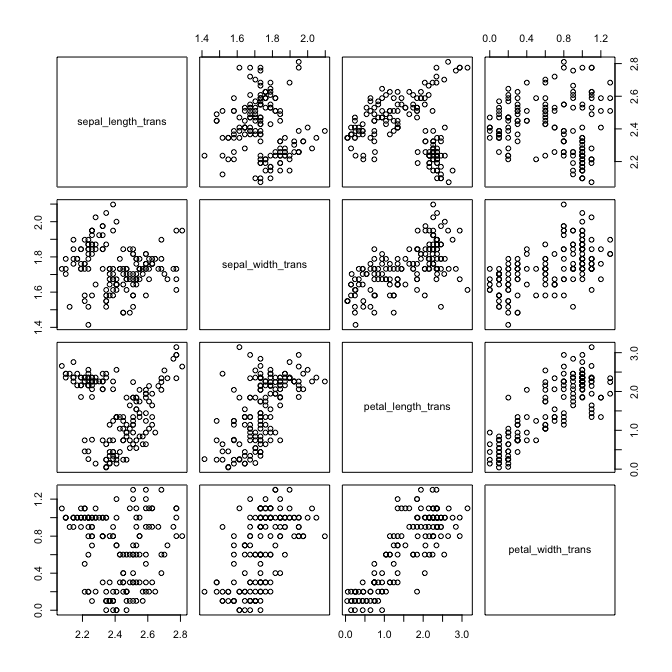 1.4 1.8 2.0 0.0 0.4 0.8 1.2
sepal_length_trans
2.2 2.4 2.6 2.8
1.4 1.6 1.8 2.0
sepal_width_trans
petal_length_trans
0.0 1.0 2.0 3.0
0.0 0.4 0.8 1.2
petal_width_trans
2.2 2.4 2.6 2.8 0.0 1.0 2.0 3.0